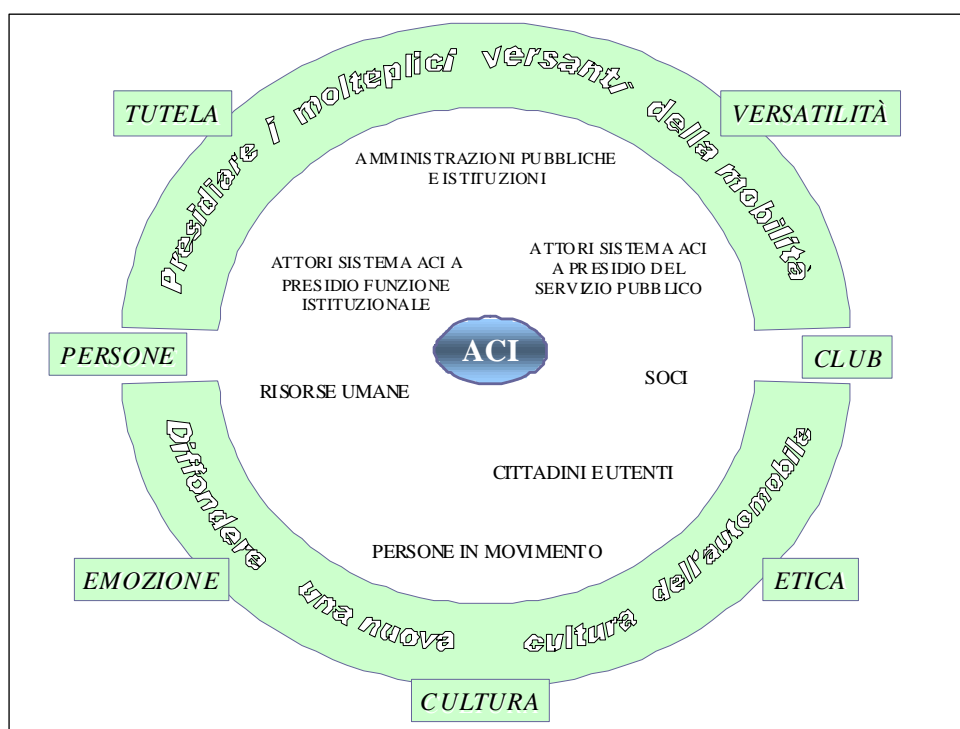 Presidiare i molteplici versanti della mobilità
TUTELA
VERSATILITÀ
AMMINISTRAZIONI PUBBLICHE
E ISTITUZIONI
ATTORI SISTEMA ACI A
PRESIDIO FUNZIONE
ISTITUZIONALE
ATTORI SISTEMA ACI
A PRESIDIO DEL
SERVIZIO PUBBLICO
PERSONE
ACI
CLUB
RISORSE UMANE
SOCI
CITTADINI E UTENTI
PERSONE IN MOVIMENTO
EMOZIONE
ETICA
Diffondere una nuova cultura dell'automobile
CULTURA